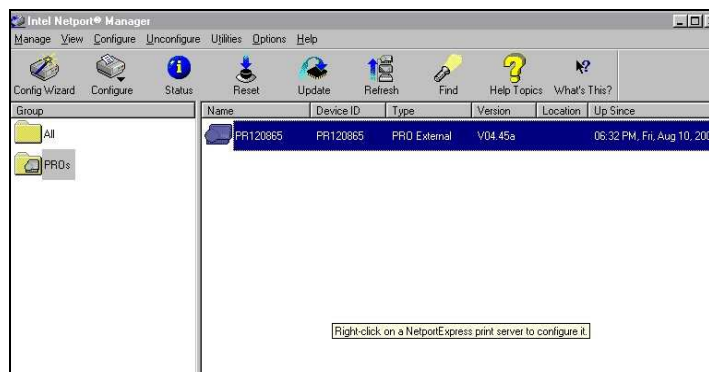 Intel Netport® Manager
Manage View Configure Unconfigure Utilities Options Help
Config Wizard Configure Status Reset Update Refresh Find Help Topics What's This?
Group Name Device ID Type Version Location Up Since
All
PROs
PR120865 PR120865 PRO External V04.45a 06:32 PM, Fri, Aug 10, 200
Right-click on a NetportExpress print server to configure it.